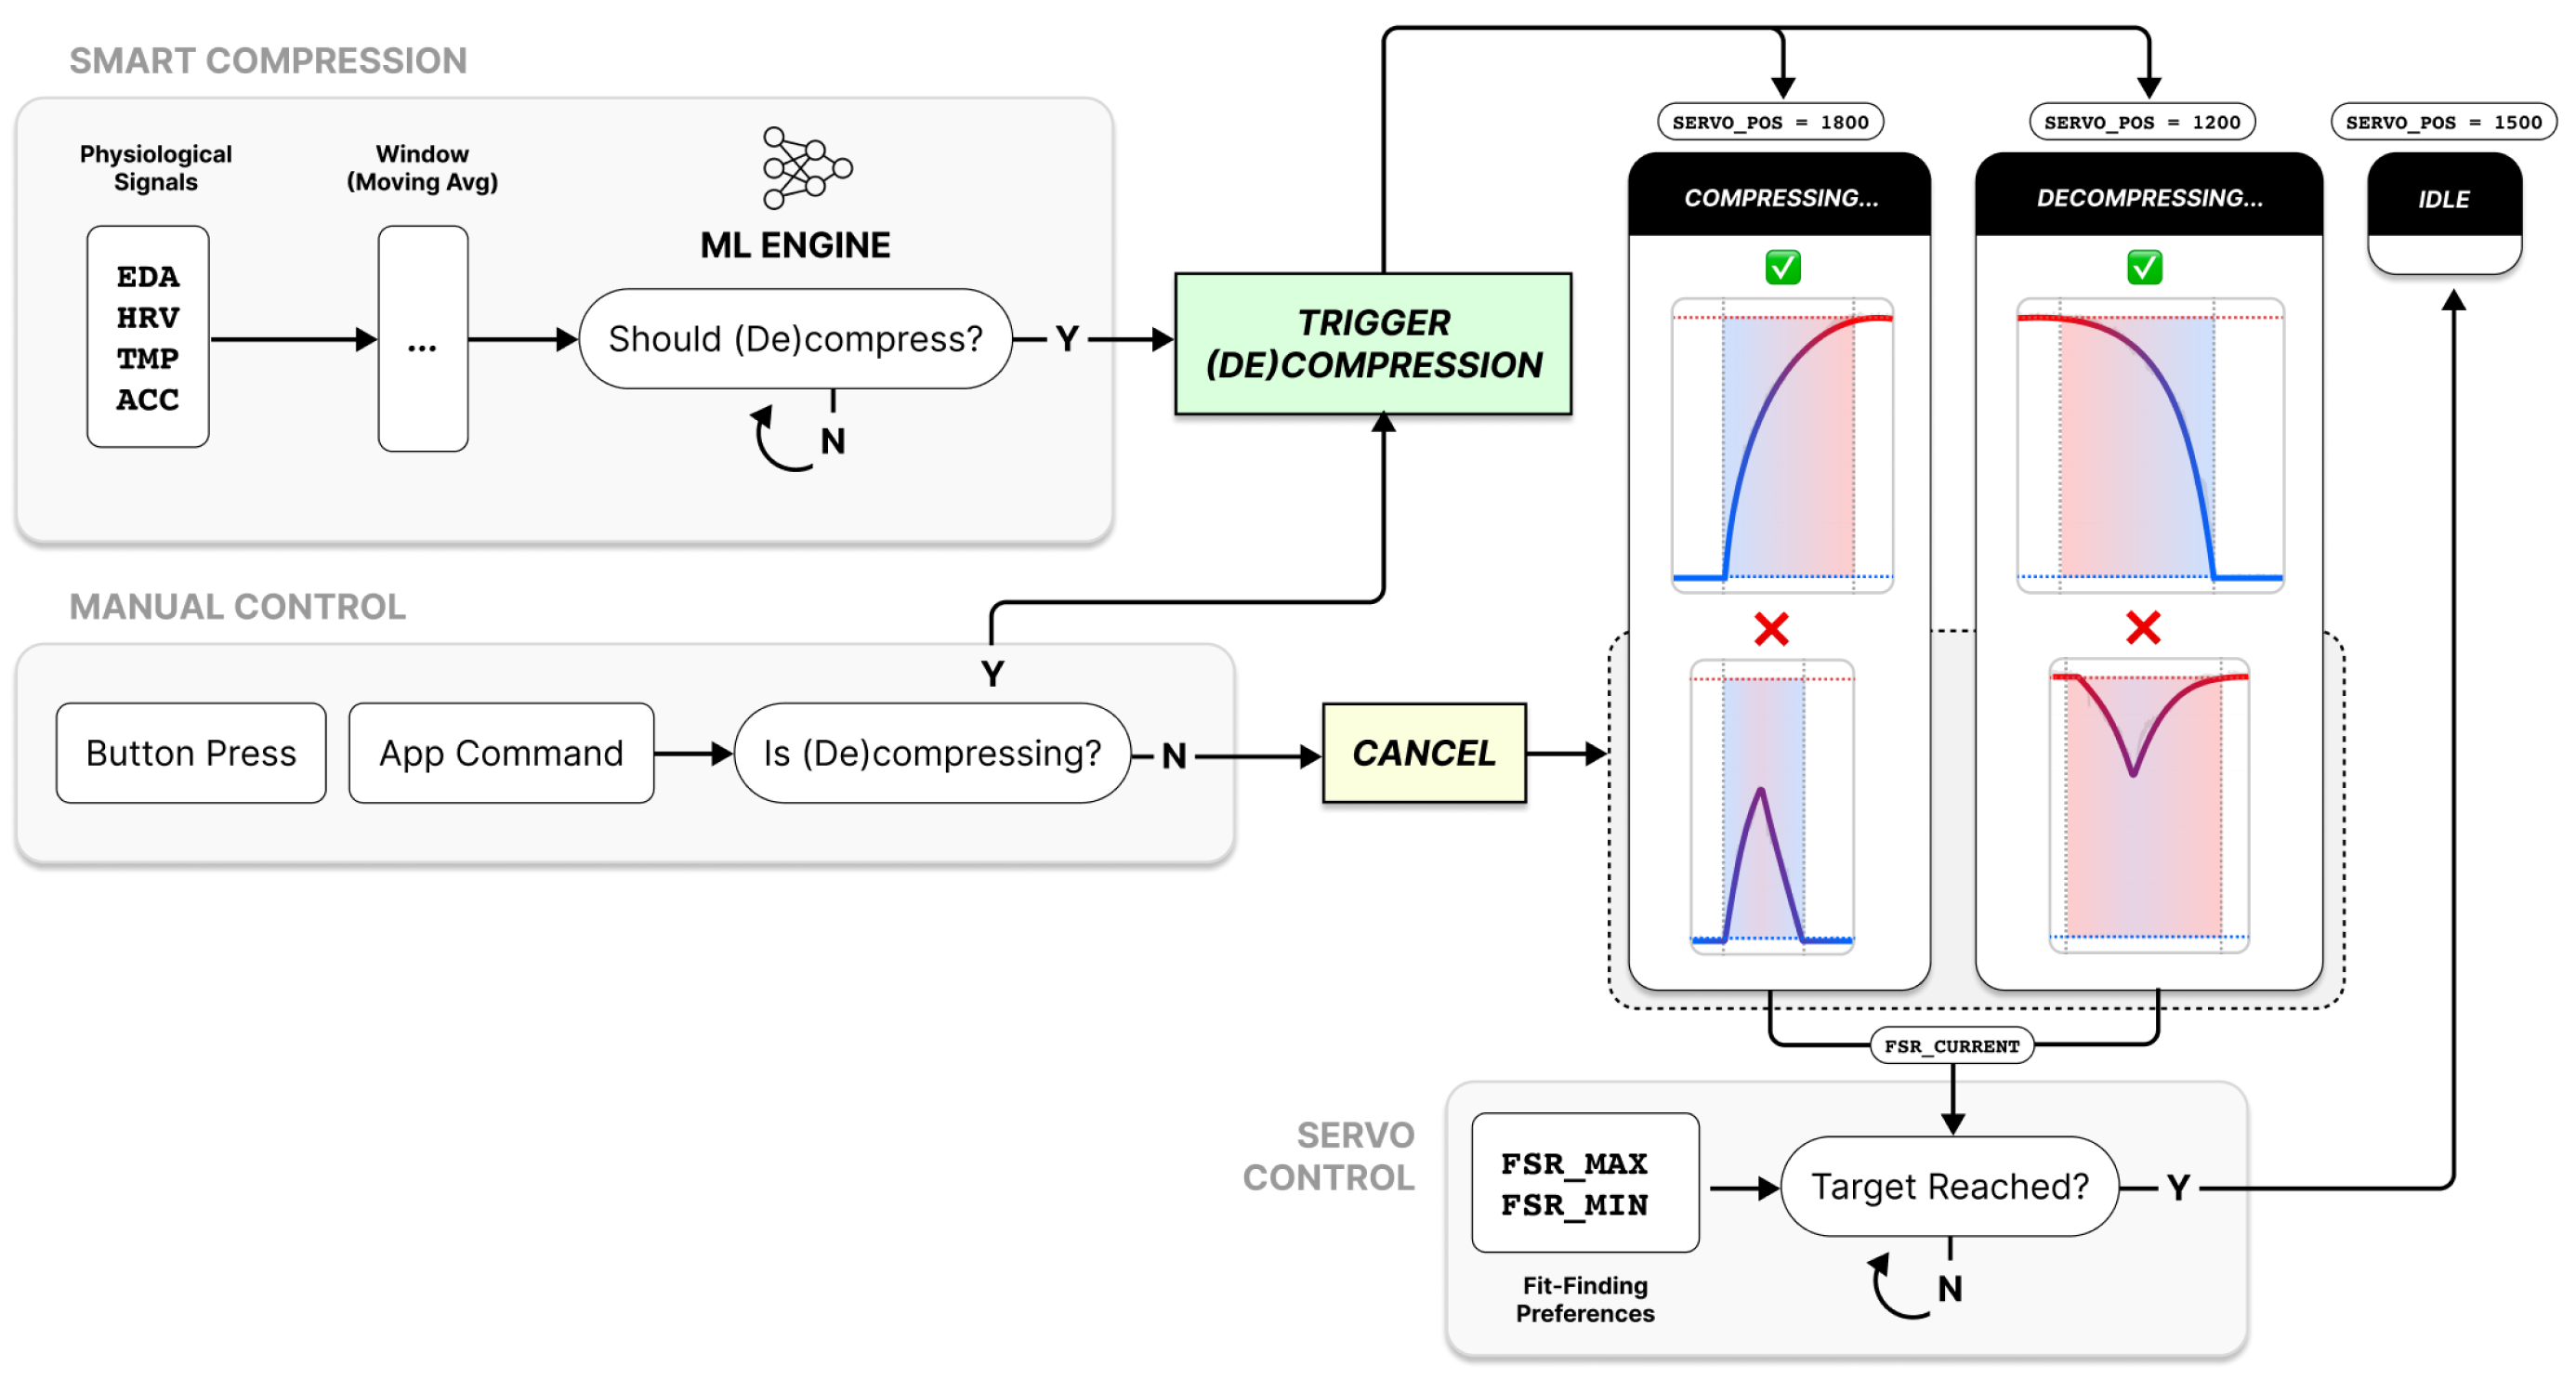 SMART COMPRESSION
Physiological
Signals
EDA
HRV
TMP
ACC
Window
(Moving Avg)
...
ML ENGINE
Should (De)compress?
Y
N
TRIGGER
(DE)COMPRESSION
MANUAL CONTROL
Button Press
App Command
Is (De)compressing?
Y
N
CANCEL
SERVO_POS = 1800
COMPRESSING...
SERVO_POS = 1200
DECOMPRESSING...
SERVO_POS = 1500
IDLE
FSR_CURRENT
SERVO
CONTROL
FSR_MAX
FSR_MIN
Fit-Finding
Preferences
Target Reached?
Y
N